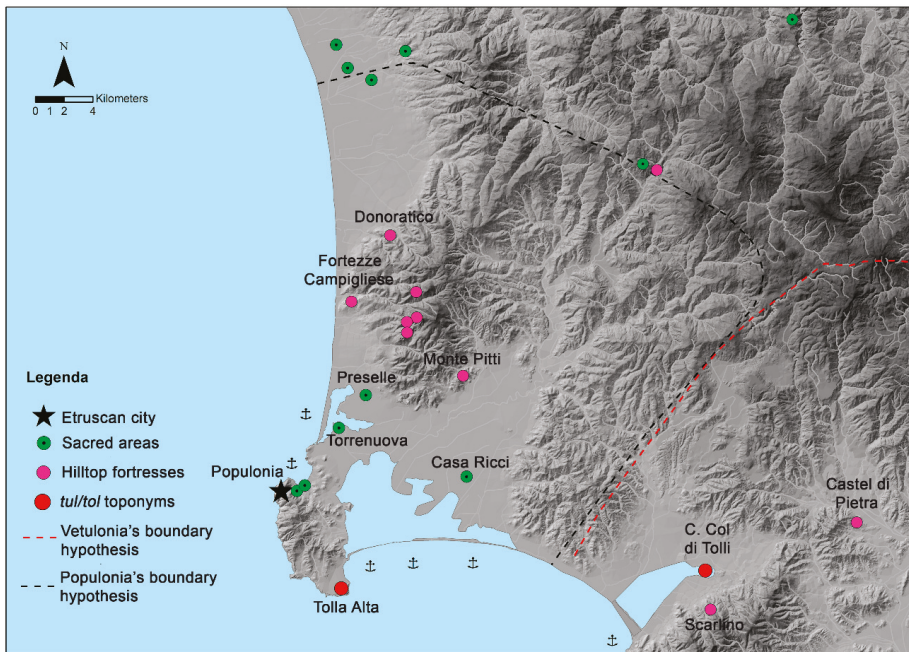 N
Kilometers
0 1 2 4
Donoratico
Fortezze
Campigliese
Monte Pitti
Preselle
Torrenuova
Populonia
Casa Ricci
Castel di
Pietra
C. Col
di Tolli
Tolla Alta
Scarlino
Legenda
Etruscan city
Sacred areas
Hilltop fortresses
tul/tol toponyms
Vetulonia's boundary
hypothesis
Populonia's boundary
hypothesis